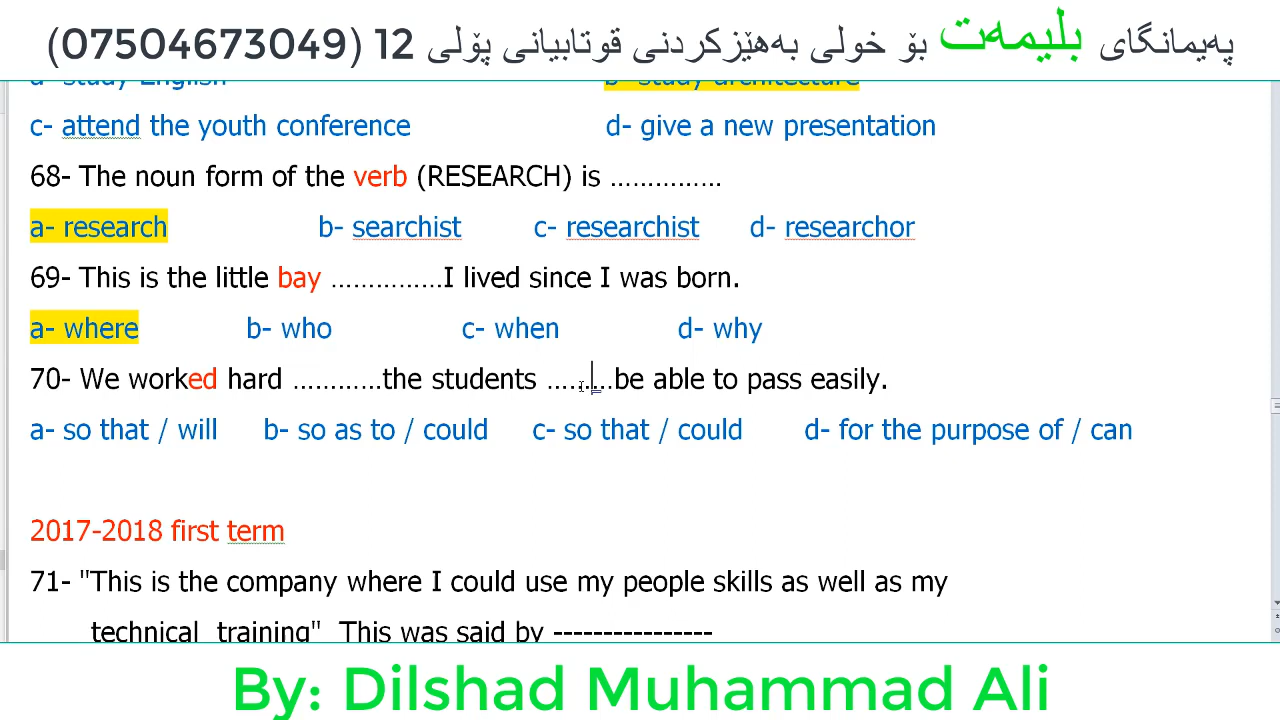 پەیمانگای بلیمەت بۆ خولی بەهێزکردنی قوتابیانی پۆلی 12 (07504673049)
d- study English b- study architecture
c- attend the youth conference d- give a new presentation
68- The noun form of the verb (RESEARCH) is ……………
a- research b- searchist c- researchist d- researchor
69- This is the little bay ……………I lived since I was born.
a- where b- who c- when d- why
70- We worked hard …………the students ………be able to pass easily.
a- so that / will b- so as to / could c- so that / could d- for the purpose of / can
2017-2018 first term
71- "This is the company where I could use my people skills as well as my
technical training" This was said by ----------------
By: Dilshad Muhammad Ali